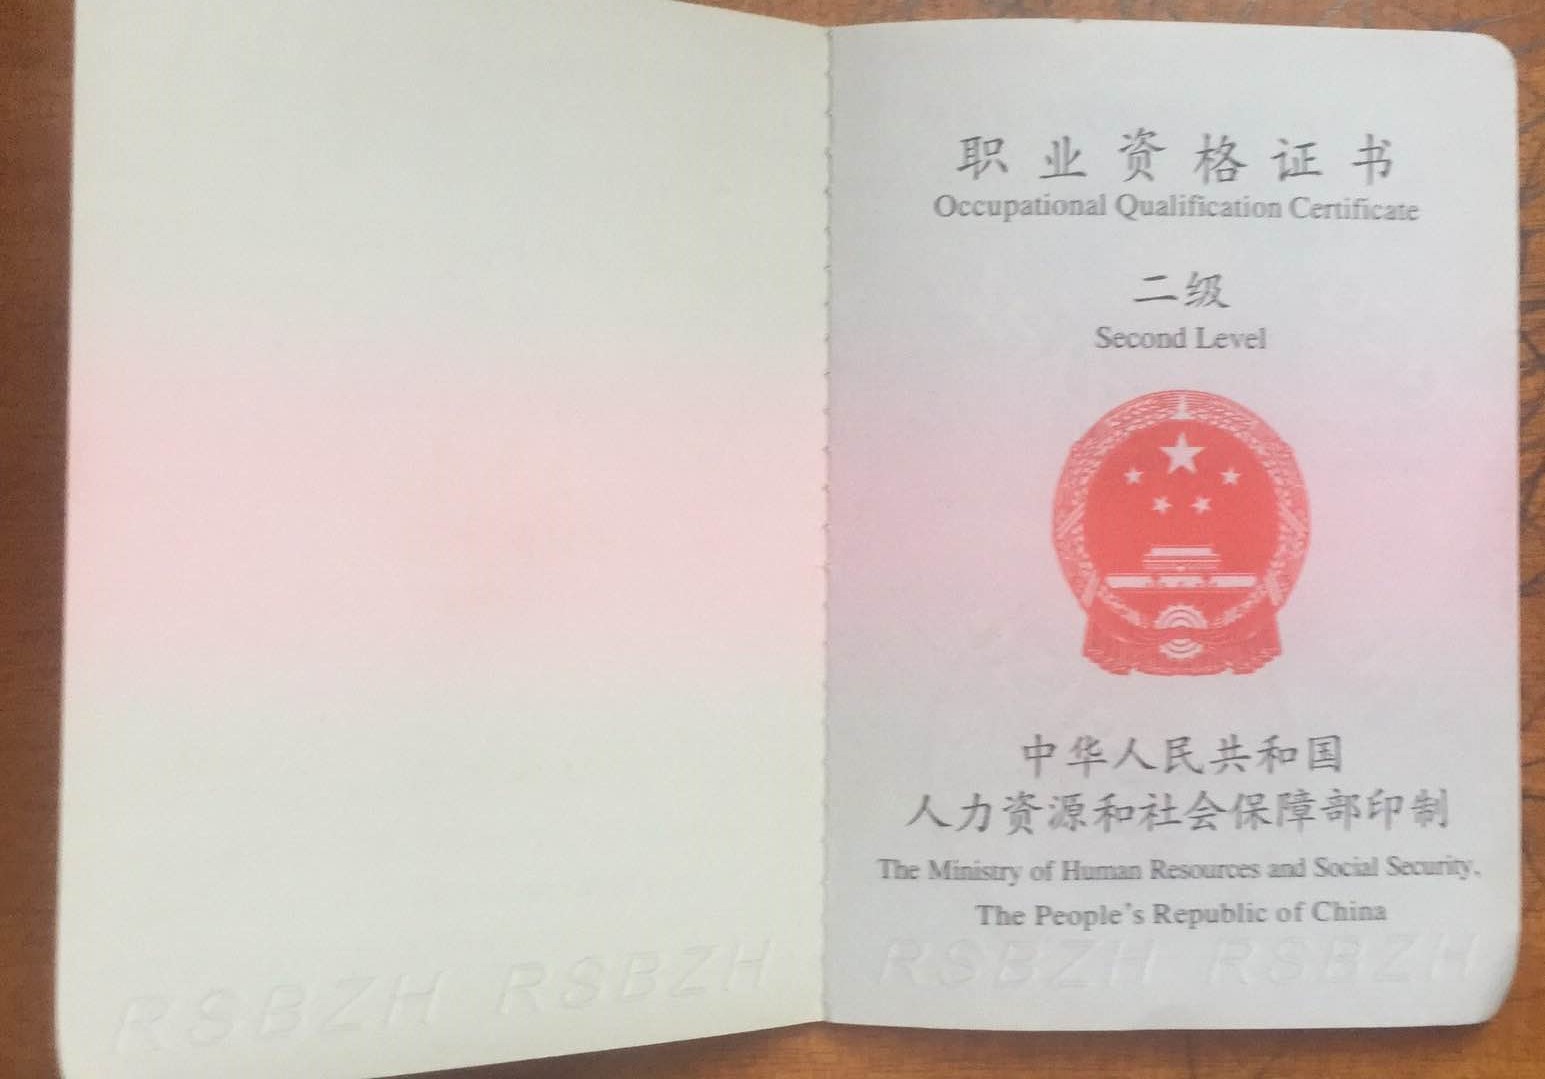 职业资格证书
Occupational Qualification Certificate
二级
Second Level
中华人民共和国
人力资源和社会保障部印制
The Ministry of Human Resources and Social Security,
The People's Republic of China
RSBZH RSBZH RSBZH RSBZH